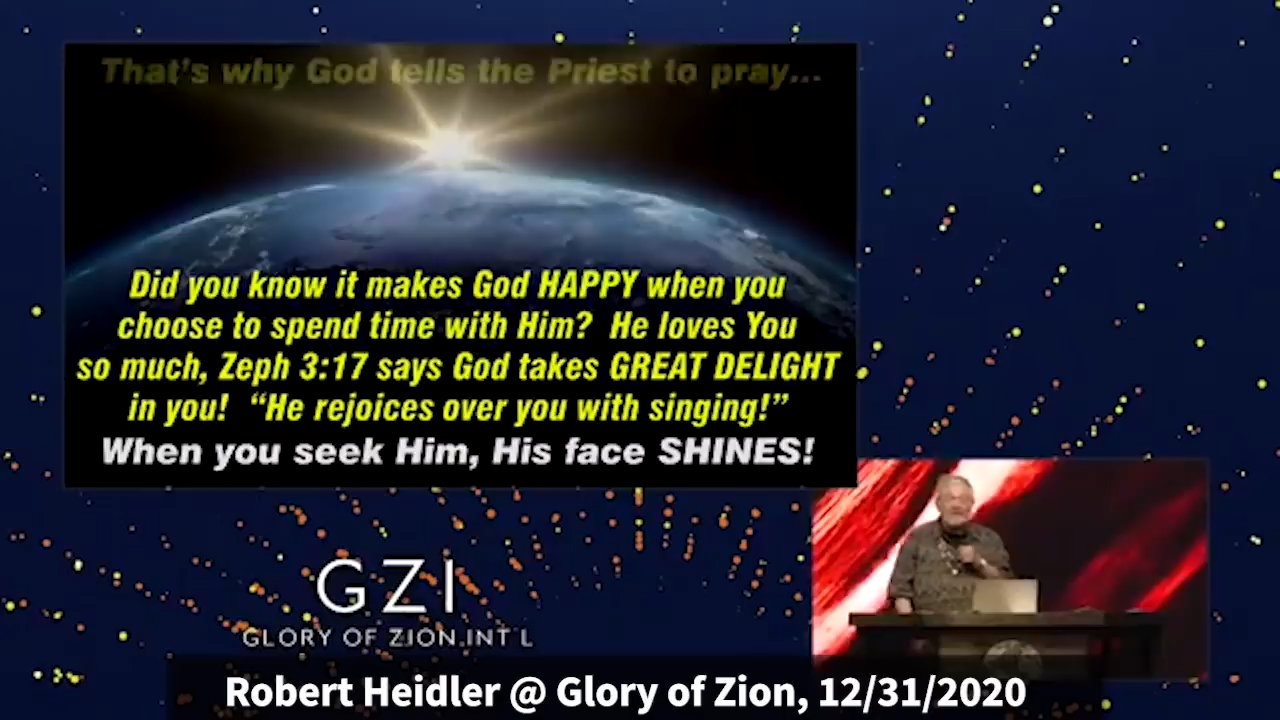 That's why God tells the Priest to pray...
Did you know it makes God HAPPY when you
choose to spend time with Him? He loves You
so much, Zeph 3:17 says God takes GREAT DELIGHT
in you! “He rejoices over you with singing!”
When you seek Him, His face SHINES!
GZI
GLORY OF ZION INT'L
Robert Heidler @ Glory of Zion, 12/31/2020